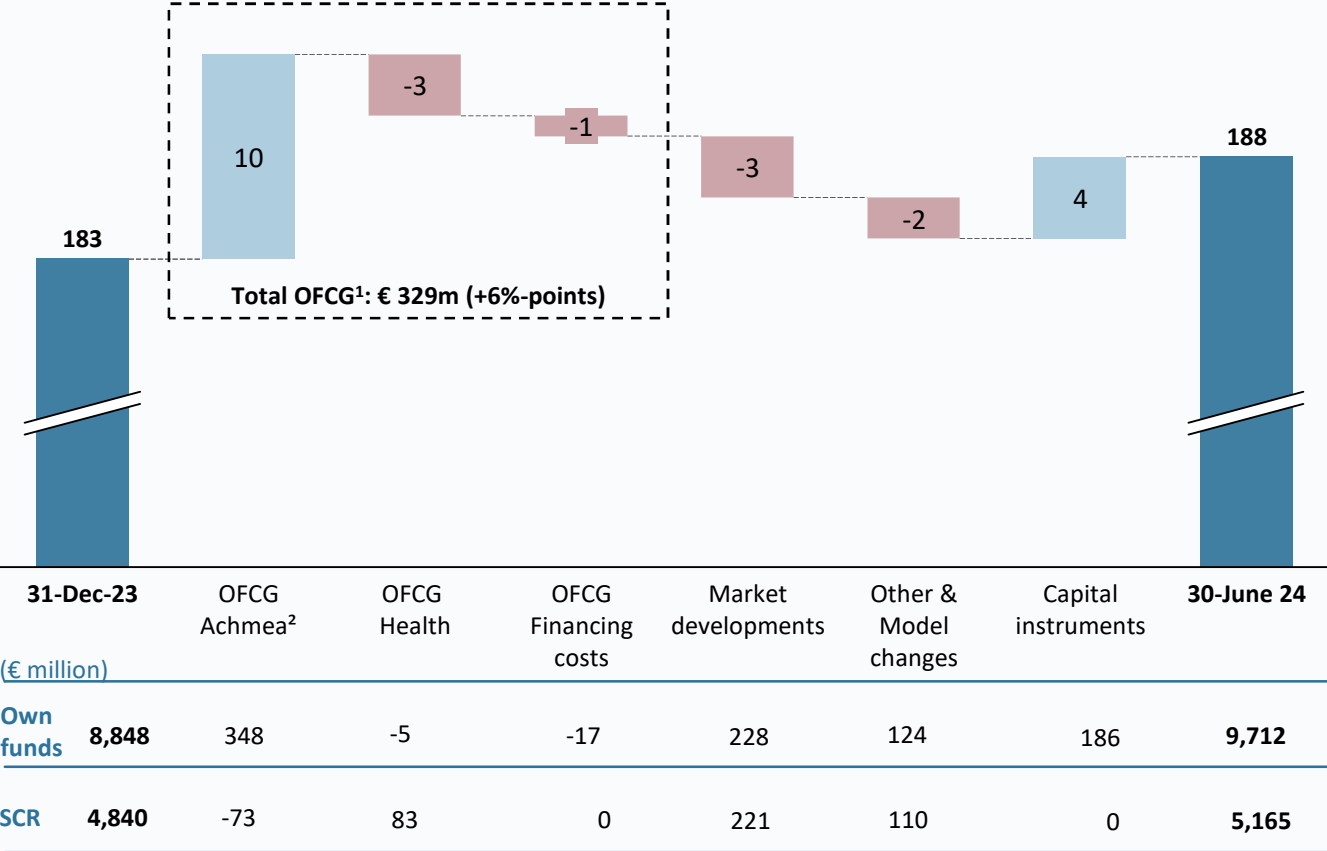 10
-3
-1
-3
-2
4
183
188
Total OFCG¹: € 329m (+6%-points)
31-Dec-23
OFCG
Achmea²
OFCG
Health
OFCG
Financing
costs
Market
developments
Other &
Model
changes
Capital
instruments
30-June 24
(€ million)
Own
funds
8,848 348 -5 -17 228 124 186 9,712
SCR 4,840 -73 83 0 221 110 0 5,165